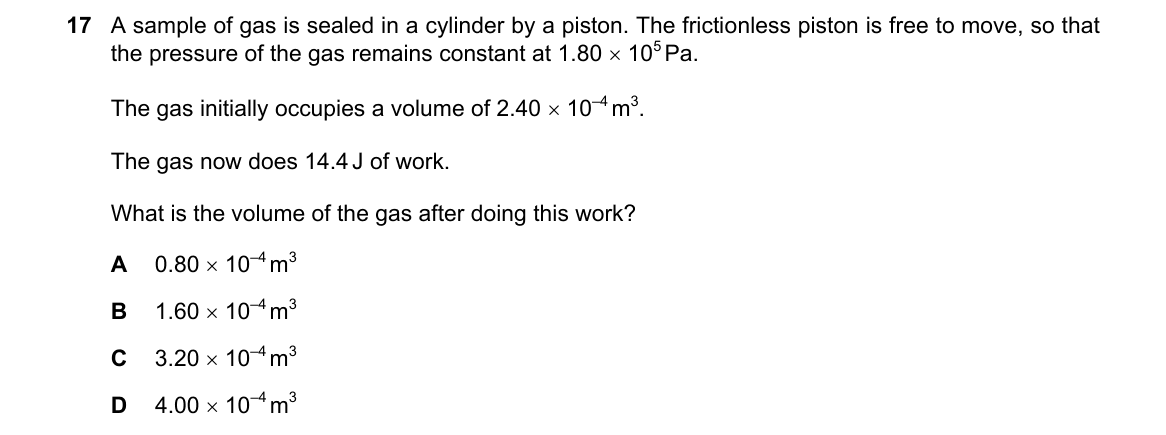 17 A sample of gas is sealed in a cylinder by a piston. The frictionless piston is free to move, so that
the pressure of the gas remains constant at 1.80 × 10⁵ Pa.
The gas initially occupies a volume of 2.40 × 10⁻⁴ m³.
The gas now does 14.4 J of work.
What is the volume of the gas after doing this work?
A 0.80 × 10⁻⁴ m³
B 1.60 × 10⁻⁴ m³
C 3.20 × 10⁻⁴ m³
D 4.00 × 10⁻⁴ m³